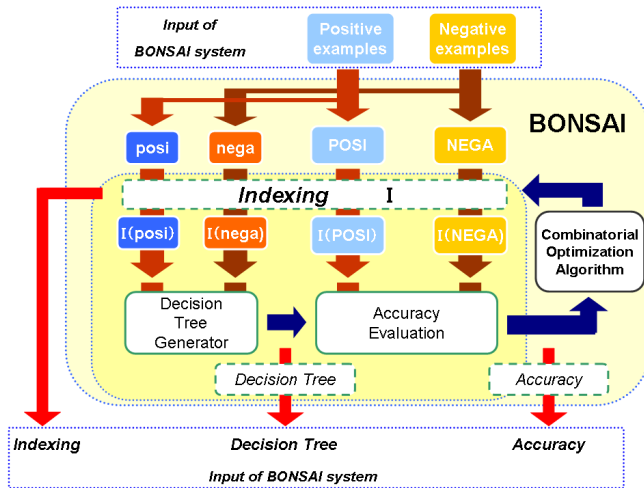 Input of
BONSAI system
Positive
examples
Negative
examples
BONSAI
posi
nega
POSI
NEGA
Indexing I
I(posi)
I(nega)
I(POSI)
I(NEGA)
Combinatorial
Optimization
Algorithm
Decision
Tree
Generator
Accuracy
Evaluation
Decision Tree
Accuracy
Indexing
Decision Tree
Accuracy
Input of BONSAI system